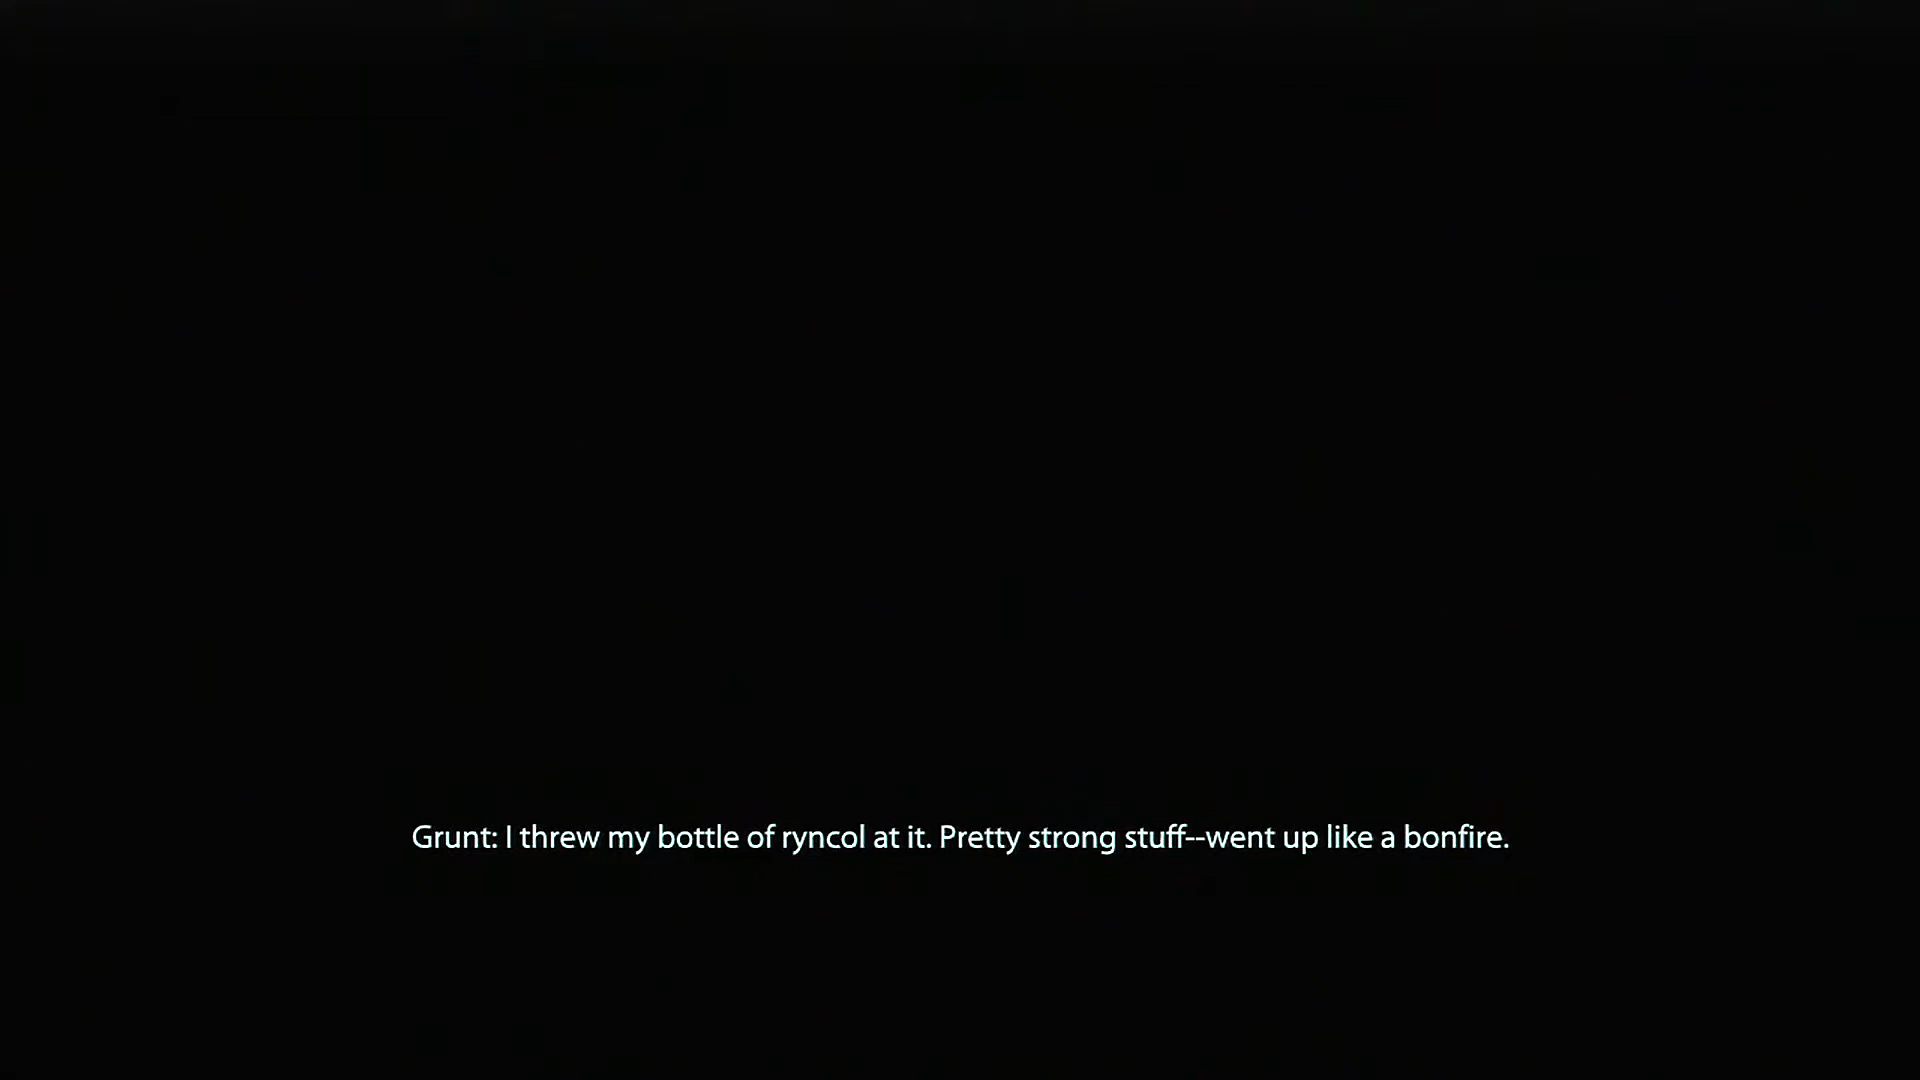 Grunt: I threw my bottle of ryncol at it. Pretty strong stuff--went up like a bonfire.